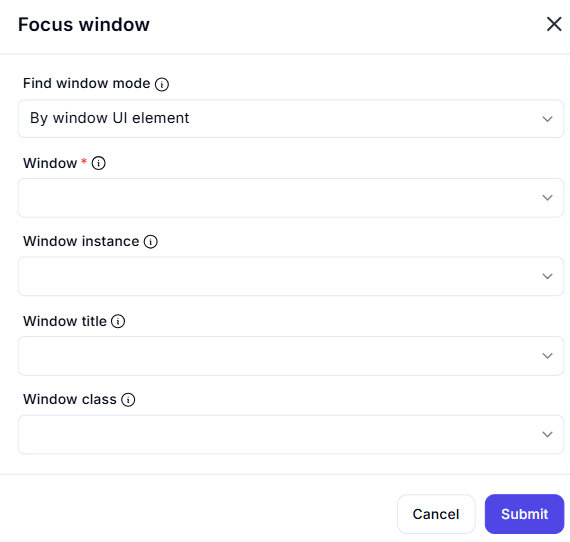 Focus window
Find window mode
By window UI element
Window *
Window instance
Window title
Window class
Cancel
Submit